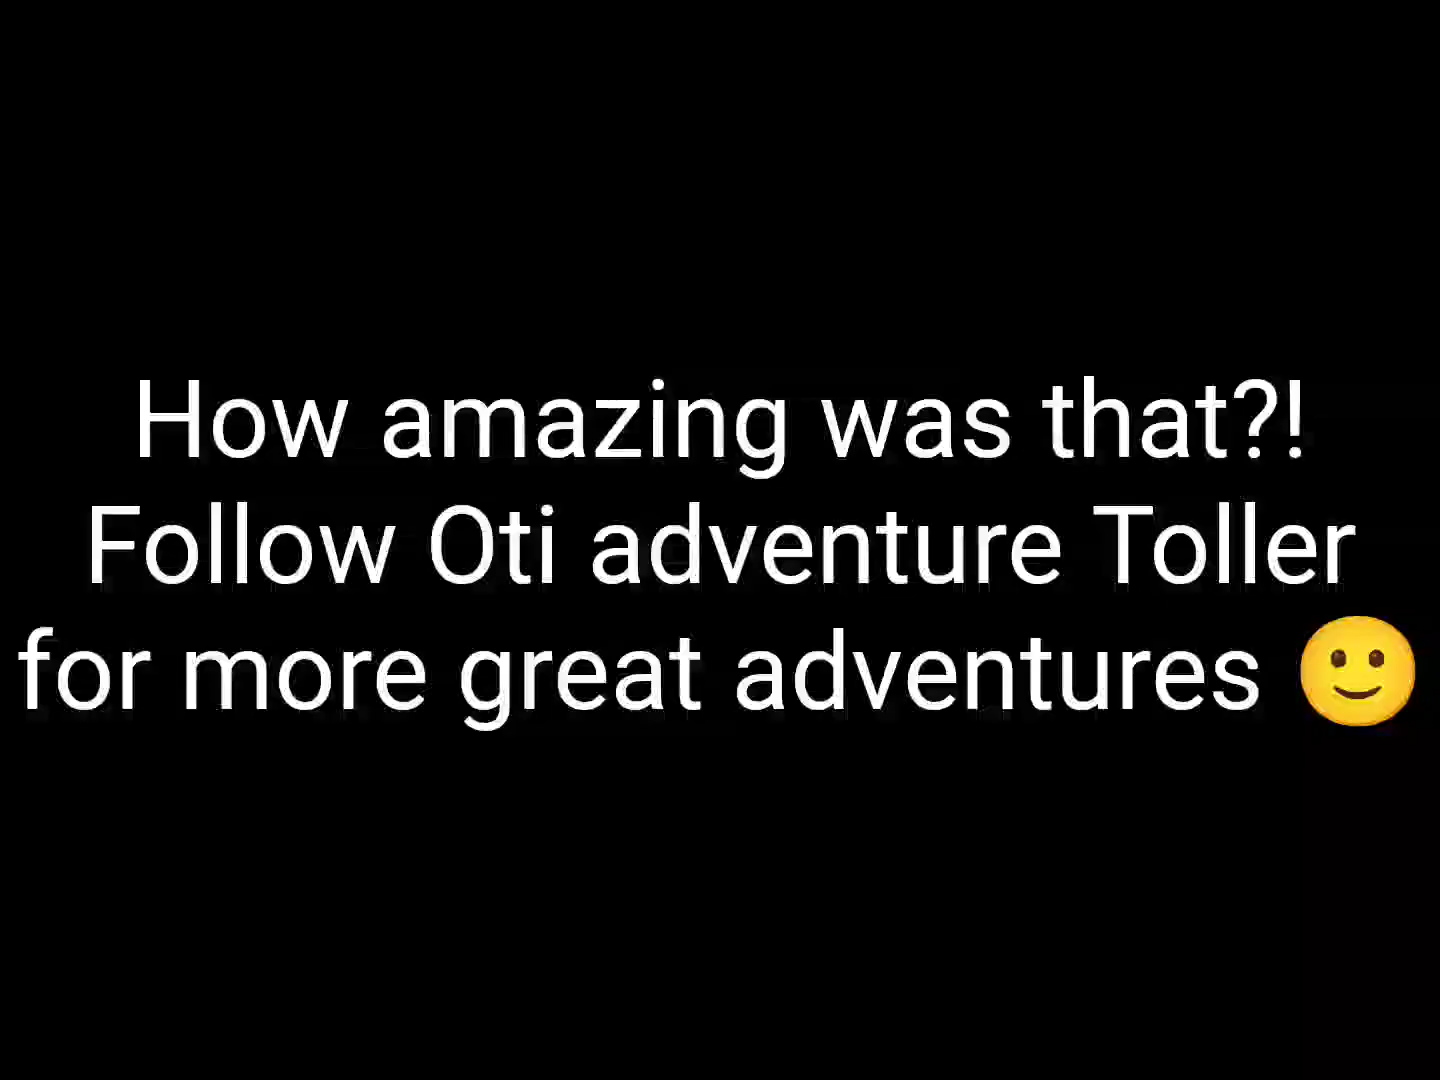 How amazing was that?!
Follow Oti adventure Toller
for more great adventures 🙂